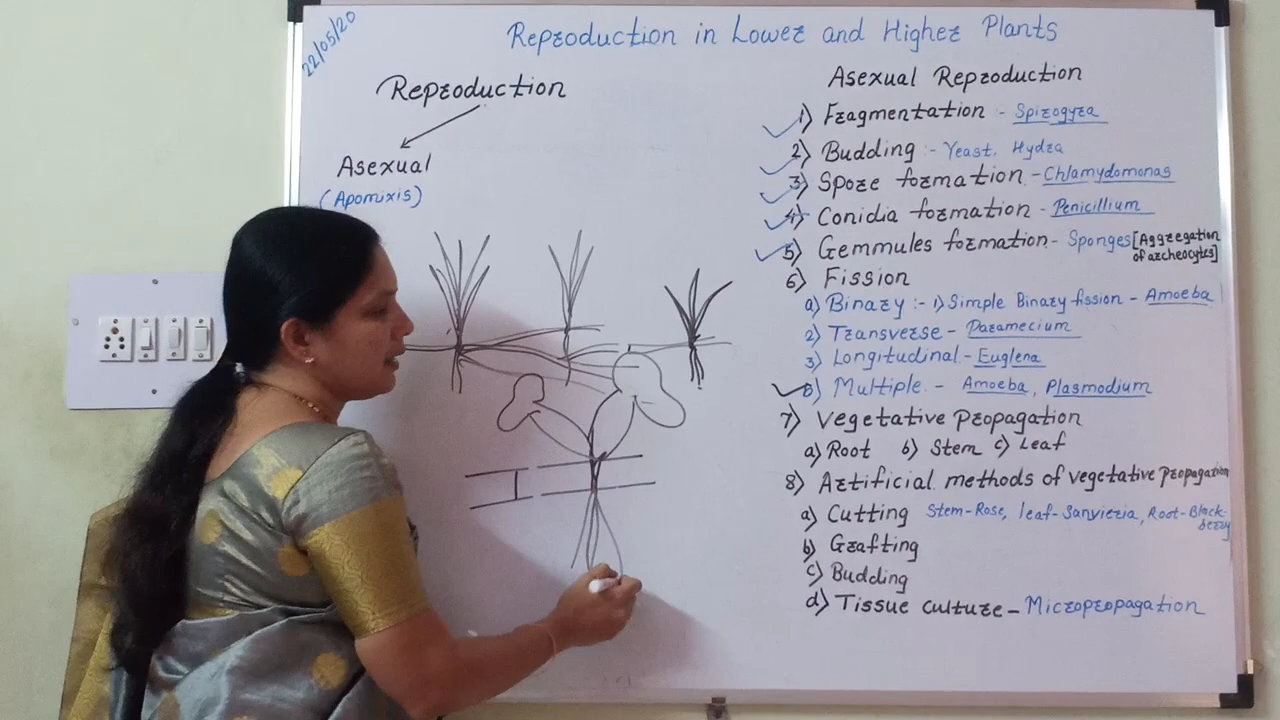 22/05/20
Reproduction in Lower and Higher Plants
Reproduction
Asexual
(Apomixis)
Asexual Reproduction
1) Fragmentation :- Spirogyra
2) Budding :- Yeast, Hydra
3) Spore formation - Chlamydomonas
4) Conidia formation - Penicillium
5) Gemmules formation - Sponges [Aggregation
of archeocytes]
6) Fission
a) Binary :- 1) Simple Binary fission - Amoeba
2) Transverse - Paramecium
3) Longitudinal - Euglena
b) Multiple - Amoeba, Plasmodium
7) Vegetative propagation
a) Root b) Stem c) Leaf
8) Artificial methods of vegetative propagation
a) Cutting Stem-Rose, leaf-Sanvieria, Root-Black-
berry
b) Grafting
c) Budding
d) Tissue culture - Micropropagation